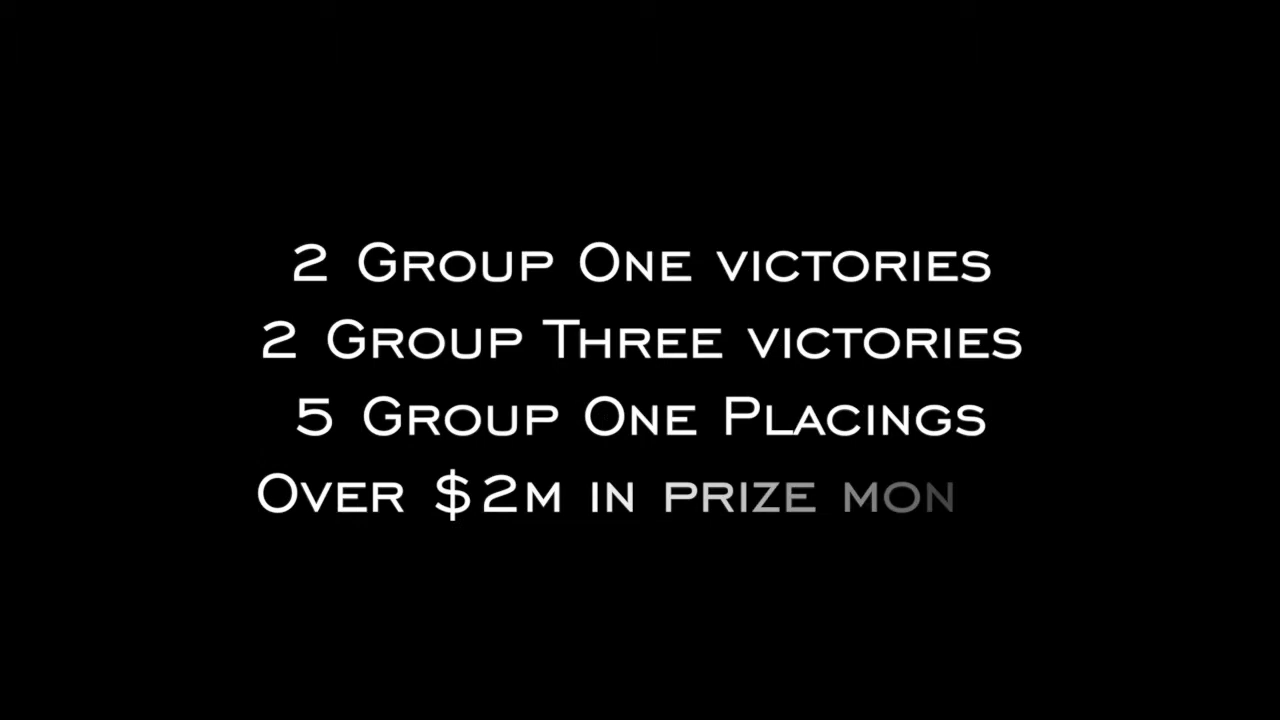 2 Group One victories
2 Group Three victories
5 Group One Placings
Over $2m in prize mon